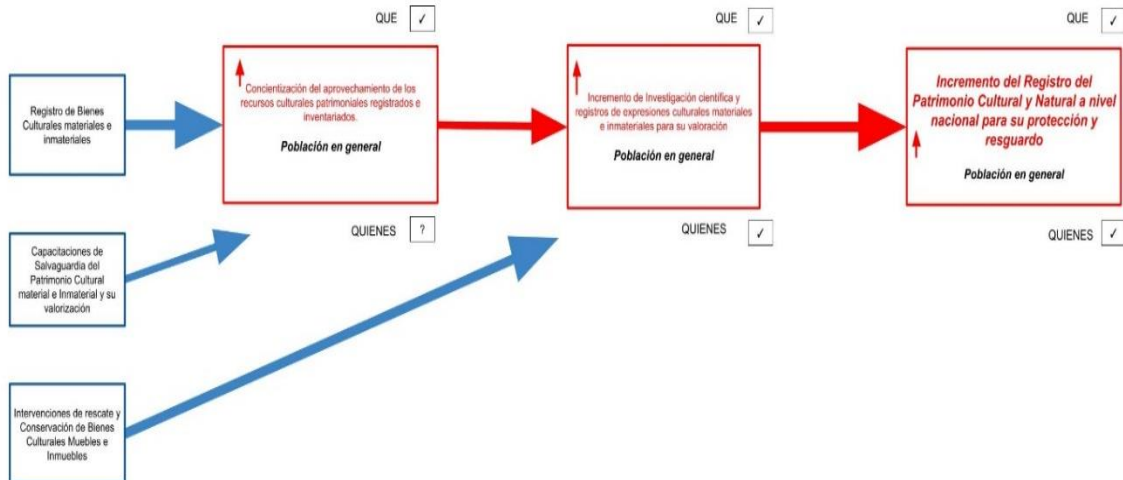 QUE ✓
QUE ✓
QUE ✓
Registro de Bienes
Culturales materiales e
inmateriales
Concientización del aprovechamiento de los
recursos culturales patrimoniales registrados e
inventariados.
Población en general
Incremento de Investigación científica y
registros de expresiones culturales materiales
e inmateriales para su valoración
Población en general
Incremento del Registro del
Patrimonio Cultural y Natural a nivel
nacional para su protección y
resguardo
Población en general
QUIENES ?
QUIENES ✓
QUIENES ✓
Capacitaciones de
Salvaguardia del
Patrimonio Cultural
material e Inmaterial y su
valorización
Intervenciones de rescate y
Conservación de Bienes
Culturales Muebles e
Inmuebles